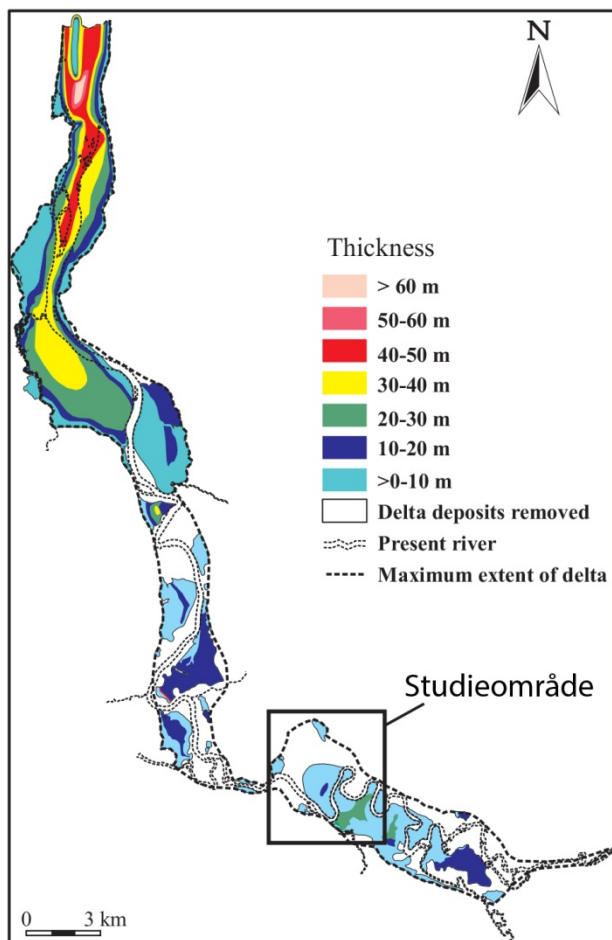 N
Thickness
> 60 m
50-60 m
40-50 m
30-40 m
20-30 m
10-20 m
>0-10 m
Delta deposits removed
Present river
Maximum extent of delta
Studieområde
0 3 km